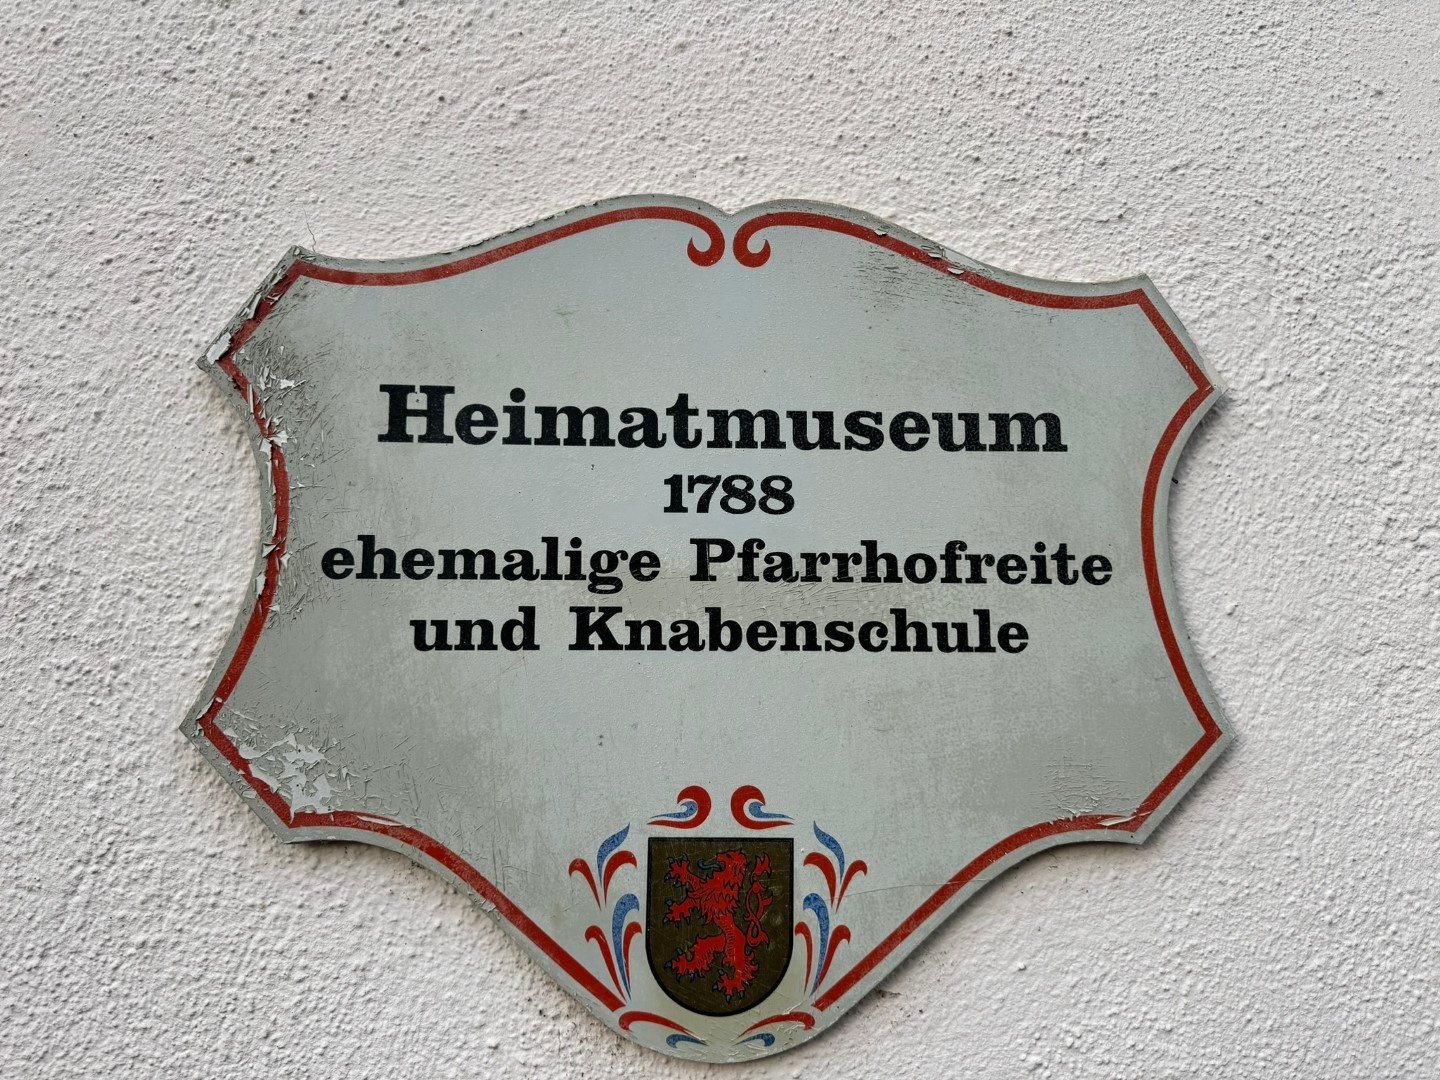 Heimatmuseum
1788
ehemalige Pfarrhofreite
und Knabenschule